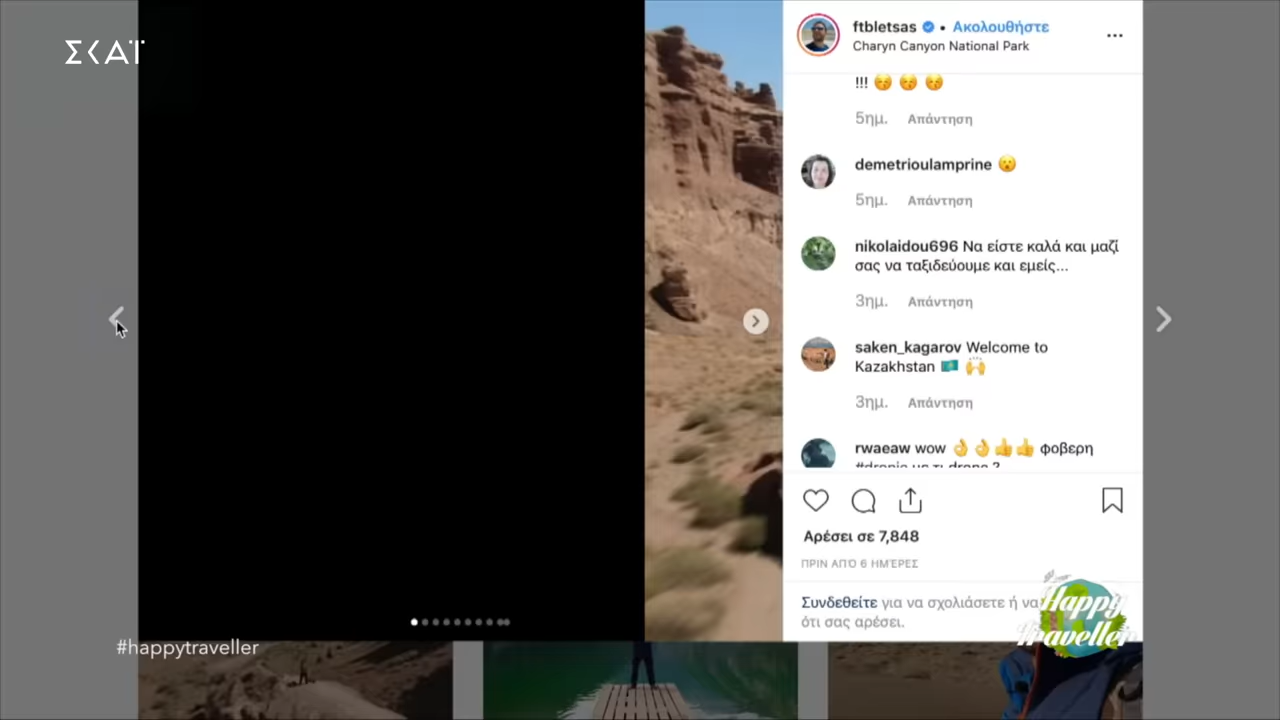 ΣΚΑΪ
ftbletsas • Ακολουθήστε
Charyn Canyon National Park
!!!
5ημ. Απάντηση
demetrioulamprine
5ημ. Απάντηση
nikolaidou696 Να είστε καλά και μαζί
σας να ταξιδεύουμε και εμείς...
3ημ. Απάντηση
saken_kagarov Welcome to
Kazakhstan
3ημ. Απάντηση
rwaeaw wow 👌👌👍👍 φοβερη
Αρέσει σε 7,848
ΠΡΙΝ ΑΠΌ 6 ΗΜΈΡΕΣ
Συνδεθείτε για να σχολιάσετε ή να
ότι σας αρέσει.
Happy
Traveller
#happytraveller